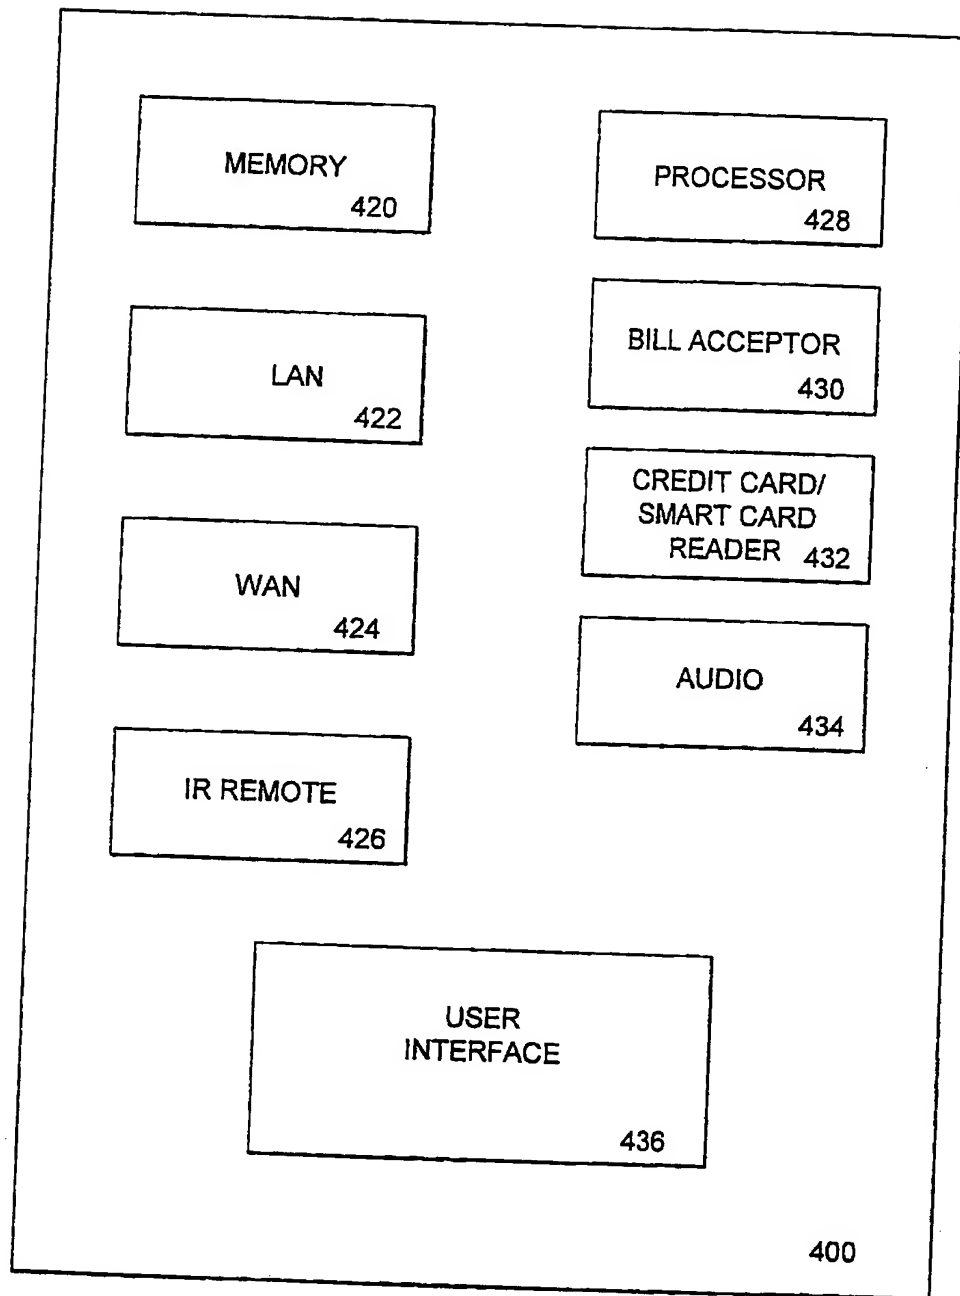 MEMORY
420
PROCESSOR
428
LAN
422
BILL ACCEPTOR
430
CREDIT CARD/
SMART CARD
READER 432
WAN
424
AUDIO
434
IR REMOTE
426
USER
INTERFACE
436
400